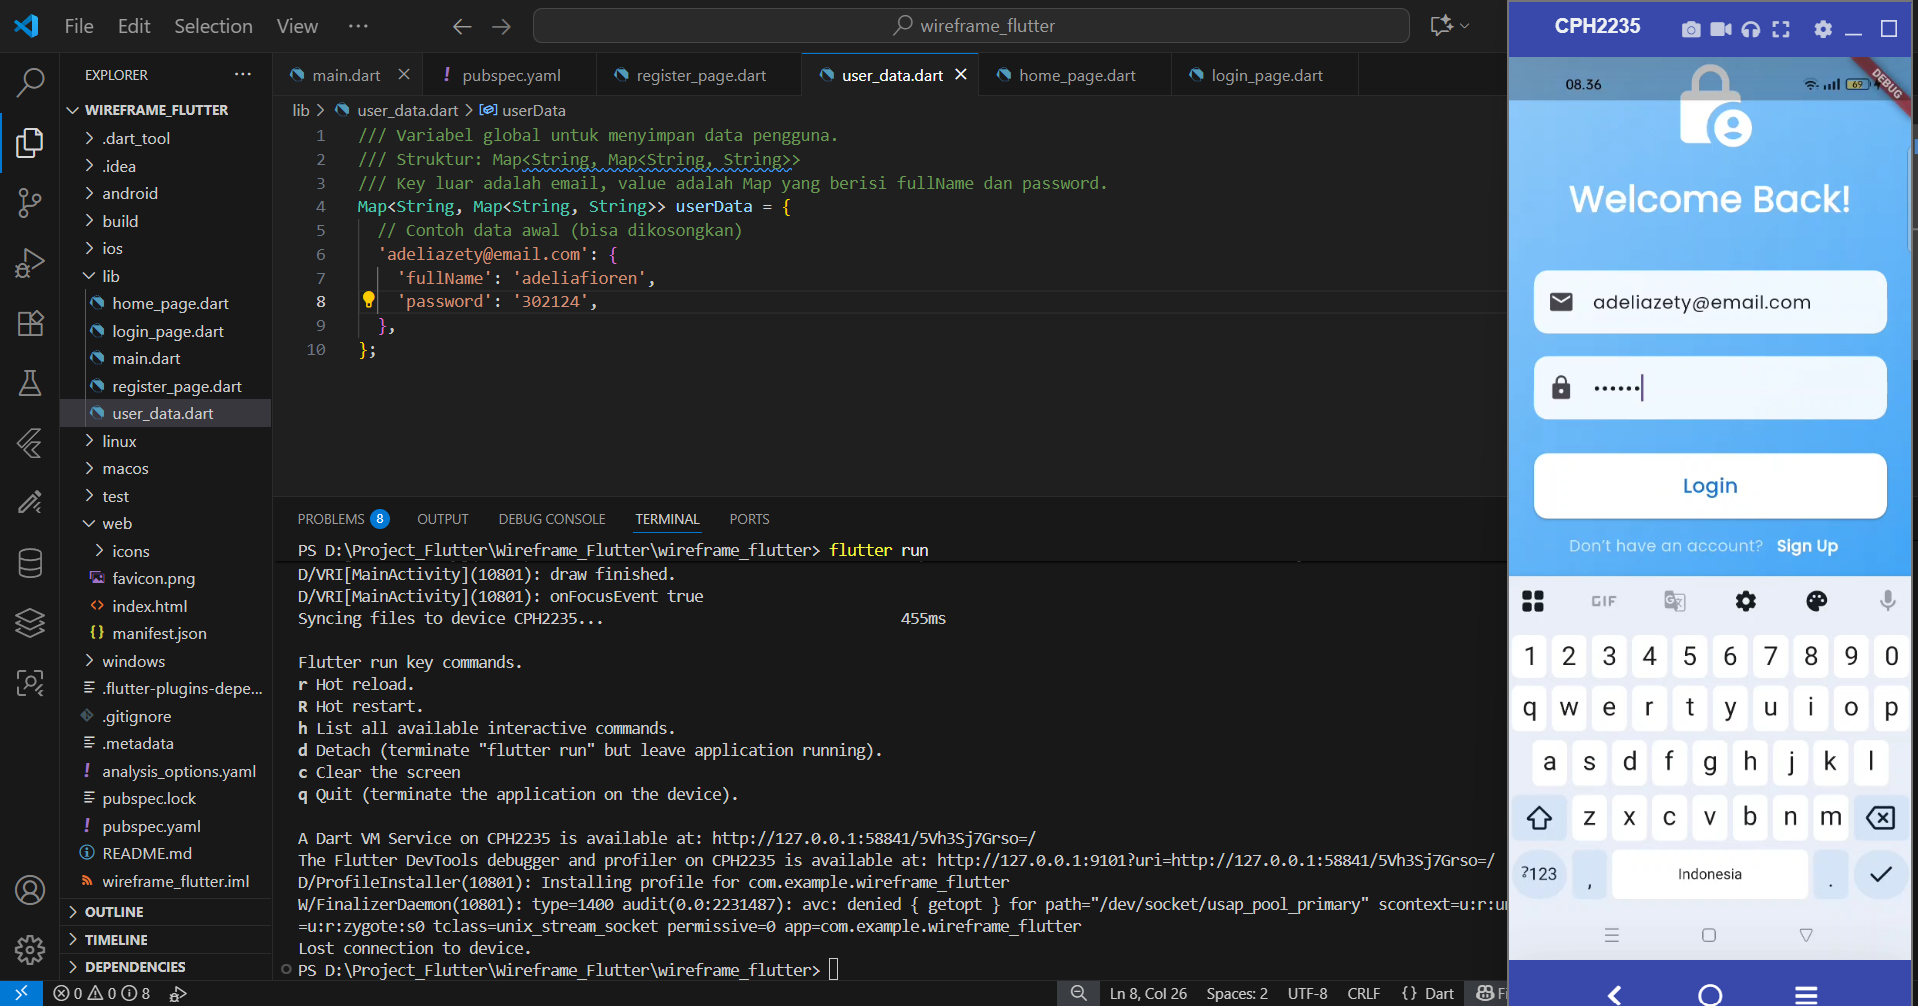 File Edit Selection View ···
wireframe_flutter
EXPLORER ···
WIREFRAME_FLUTTER
.dart_tool
.idea
android
build
ios
lib
home_page.dart
login_page.dart
main.dart
register_page.dart
user_data.dart
linux
macos
test
web
icons
favicon.png
index.html
manifest.json
windows
.flutter-plugins-depe...
.gitignore
.metadata
analysis_options.yaml
pubspec.lock
pubspec.yaml
README.md
wireframe_flutter.iml
OUTLINE
TIMELINE
DEPENDENCIES
main.dart pubspec.yaml register_page.dart user_data.dart home_page.dart login_page.dart
lib > user_data.dart > userData
1 /// Variabel global untuk menyimpan data pengguna.
2 /// Struktur: Map<String, Map<String, String>>
3 /// Key luar adalah email, value adalah Map yang berisi fullName dan password.
4 Map<String, Map<String, String>> userData = {
5 // Contoh data awal (bisa dikosongkan)
6 'adeliazety@email.com': {
7 'fullName': 'adeliafioren',
8 'password': '302124',
9 },
10 };
PROBLEMS 8 OUTPUT DEBUG CONSOLE TERMINAL PORTS
PS D:\Project_Flutter\Wireframe_Flutter\wireframe_flutter> flutter run
D/VRI[MainActivity](10801): draw finished.
D/VRI[MainActivity](10801): onFocusEvent true
Syncing files to device CPH2235... 455ms
Flutter run key commands.
r Hot reload.
R Hot restart.
h List all available interactive commands.
d Detach (terminate "flutter run" but leave application running).
c Clear the screen
q Quit (terminate the application on the device).
A Dart VM Service on CPH2235 is available at: http://127.0.0.1:58841/5Vh3Sj7Grso=/
The Flutter DevTools debugger and profiler on CPH2235 is available at: http://127.0.0.1:9101?uri=http://127.0.0.1:58841/5Vh3Sj7Grso=/
D/ProfileInstaller(10801): Installing profile for com.example.wireframe_flutter
W/FinalizerDaemon(10801): type=1400 audit(0.0:2231487): avc: denied { getopt } for path="/dev/socket/usap_pool_primary" scontext=u:r:u
=u:r:zygote:s0 tclass=unix_stream_socket permissive=0 app=com.example.wireframe_flutter
Lost connection to device.
PS D:\Project_Flutter\Wireframe_Flutter\wireframe_flutter>
0 0 8
Ln 8, Col 26 Spaces: 2 UTF-8 CRLF {} Dart
CPH2235
08.36 69
DEBUG
Welcome Back!
adeliazety@email.com
••••••
Login
Don't have an account? Sign Up
GIF
1 2 3 4 5 6 7 8 9 0
q w e r t y u i o p
a s d f g h j k l
z x c v b n m
?123 , Indonesia .